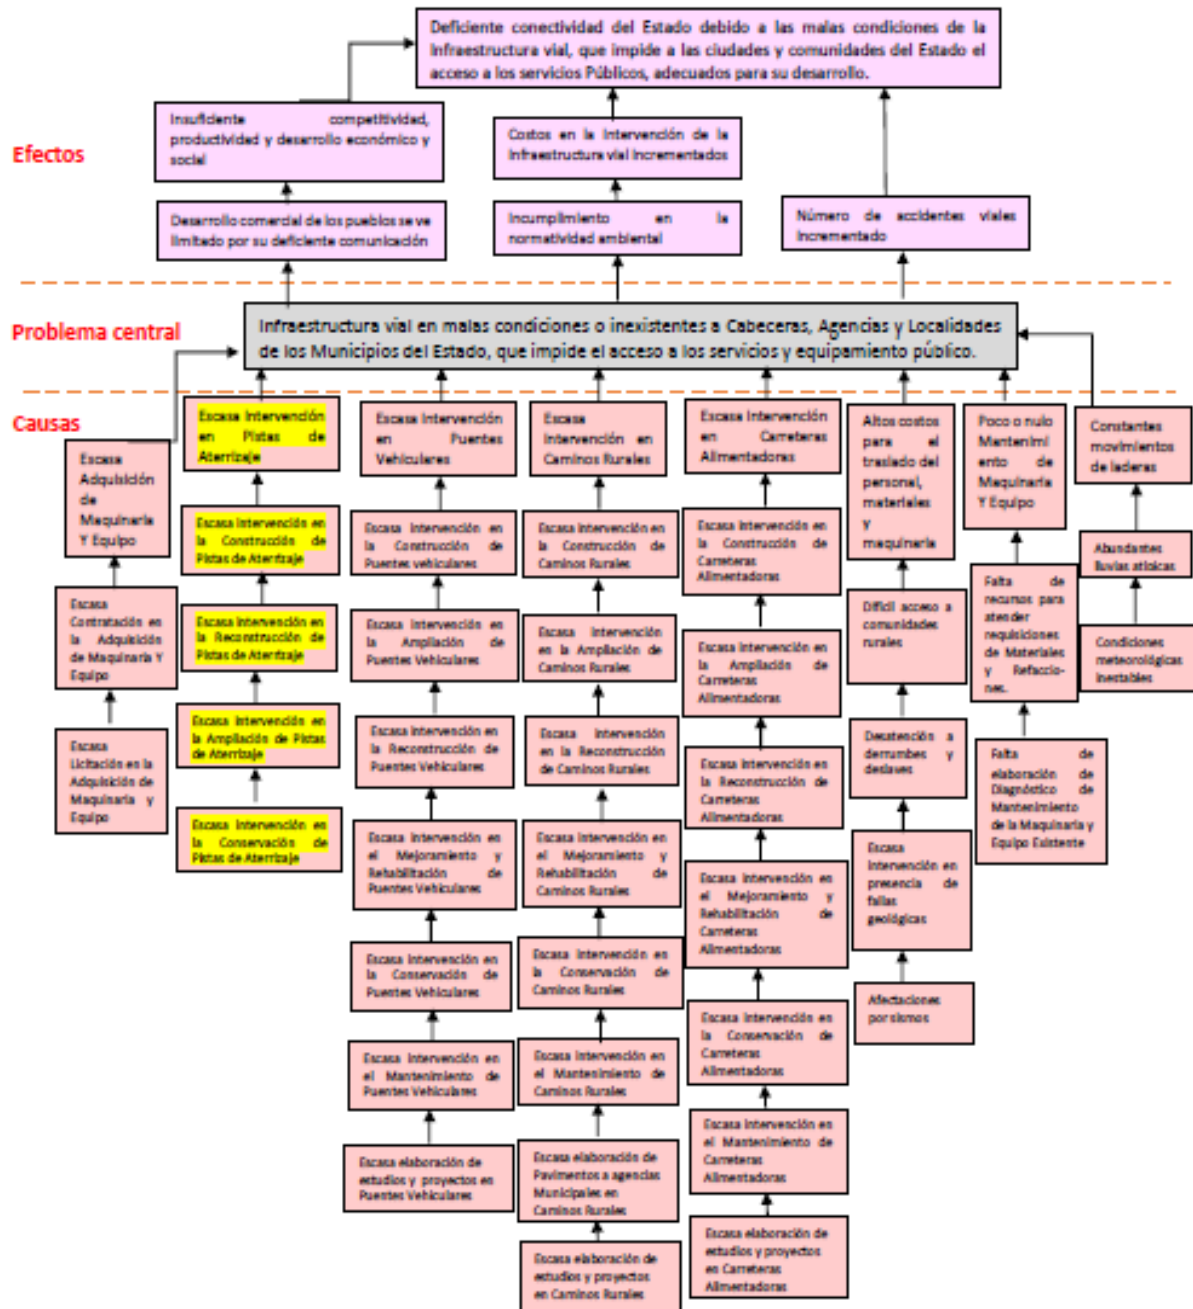 Deficiente conectividad del Estado debido a las malas condiciones de la
Infraestructura vial, que impide a las ciudades y comunidades del Estado el
acceso a los servicios Públicos, adecuados para su desarrollo.
Efectos
Insuficiente competitividad,
productividad y desarrollo económico y
social
Costos en la Intervención de la
Infraestructura vial Incrementados
Desarrollo comercial de los pueblos se ve
limitado por su deficiente comunicación
Incumplimiento en la
normatividad ambiental
Número de accidentes viales
Incrementado
Problema central
Infraestructura vial en malas condiciones o inexistentes a Cabeceras, Agencias y Localidades
de los Municipios del Estado, que impide el acceso a los servicios y equipamiento público.
Causas
Escasa
Adquisición
de
Maquinaria
Y Equipo
Escasa
Contratación en
la Adquisición
de Maquinaria Y
Equipo
Escasa
Licitación en la
Adquisición de
Maquinaria y
Equipo
Escasa Intervención
en Pistas de
Aterrizaje
Escasa Intervención en
la Construcción de
Pistas de Aterrizaje
Escasa Intervención en
la Reconstrucción de
Pistas de Aterrizaje
Escasa Intervención en
la Ampliación de Pistas
de Aterrizaje
Escasa Intervención en
la Conservación de
Pistas de Aterrizaje
Escasa Intervención
en Puentes
Vehiculares
Escasa Intervención en
la Construcción de
Puentes vehiculares
Escasa Intervención en
la Ampliación de
Puentes Vehiculares
Escasa Intervención en
la Reconstrucción de
Puentes Vehiculares
Escasa Intervención en
el Mejoramiento y
Rehabilitación de
Puentes Vehiculares
Escasa Intervención en
la Conservación de
Puentes Vehiculares
Escasa Intervención en
el Mantenimiento de
Puentes Vehiculares
Escasa elaboración de
estudios y proyectos en
Puentes Vehiculares
Escasa
Intervención en
Caminos Rurales
Escasa Intervención en
la Construcción de
Caminos Rurales
Escasa Intervención
en la Ampliación de
Caminos Rurales
Escasa Intervención
en la Reconstrucción
de Caminos Rurales
Escasa Intervención en
el Mejoramiento y
Rehabilitación de
Caminos Rurales
Escasa Intervención en
la Conservación de
Caminos Rurales
Escasa Intervención en
el Mantenimiento de
Caminos Rurales
Escasa elaboración de
Pavimentos a agencias
Municipales en
Caminos Rurales
Escasa elaboración de
estudios y proyectos
en Caminos Rurales
Escasa Intervención
en Carreteras
Alimentadoras
Escasa Intervención en
la Construcción de
Carreteras
Alimentadoras
Escasa Intervención en
la Ampliación de
Carreteras
Alimentadoras
Escasa Intervención en
la Reconstrucción de
Carreteras
Alimentadoras
Escasa Intervención en
el Mejoramiento y
Rehabilitación de
Carreteras
Alimentadoras
Escasa Intervención en
la Conservación de
Carreteras
Alimentadoras
Escasa Intervención en
el Mantenimiento de
Carreteras
Alimentadoras
Escasa elaboración de
estudios y proyectos
en Carreteras
Alimentadoras
Altos costos
para el
traslado del
personal,
materiales
y
maquinaria
Difícil acceso a
comunidades
rurales
Desatención a
derrumbes y
deslaves
Escasa
Intervención en
presencia de
fallas
geológicas
Afectaciones
por sismos
Poco o nulo
Mantenimi
ento de
Maquinaria
Y Equipo
Falta de
recursos para
atender
requisiciones
de Materiales
y Refaccio-
nes.
Falta de
elaboración de
Diagnóstico de
Mantenimiento
de la Maquinaria y
Equipo Existente
Constantes
movimientos
de laderas
Abundantes
lluvias atípicas
Condiciones
meteorológicas
inestables